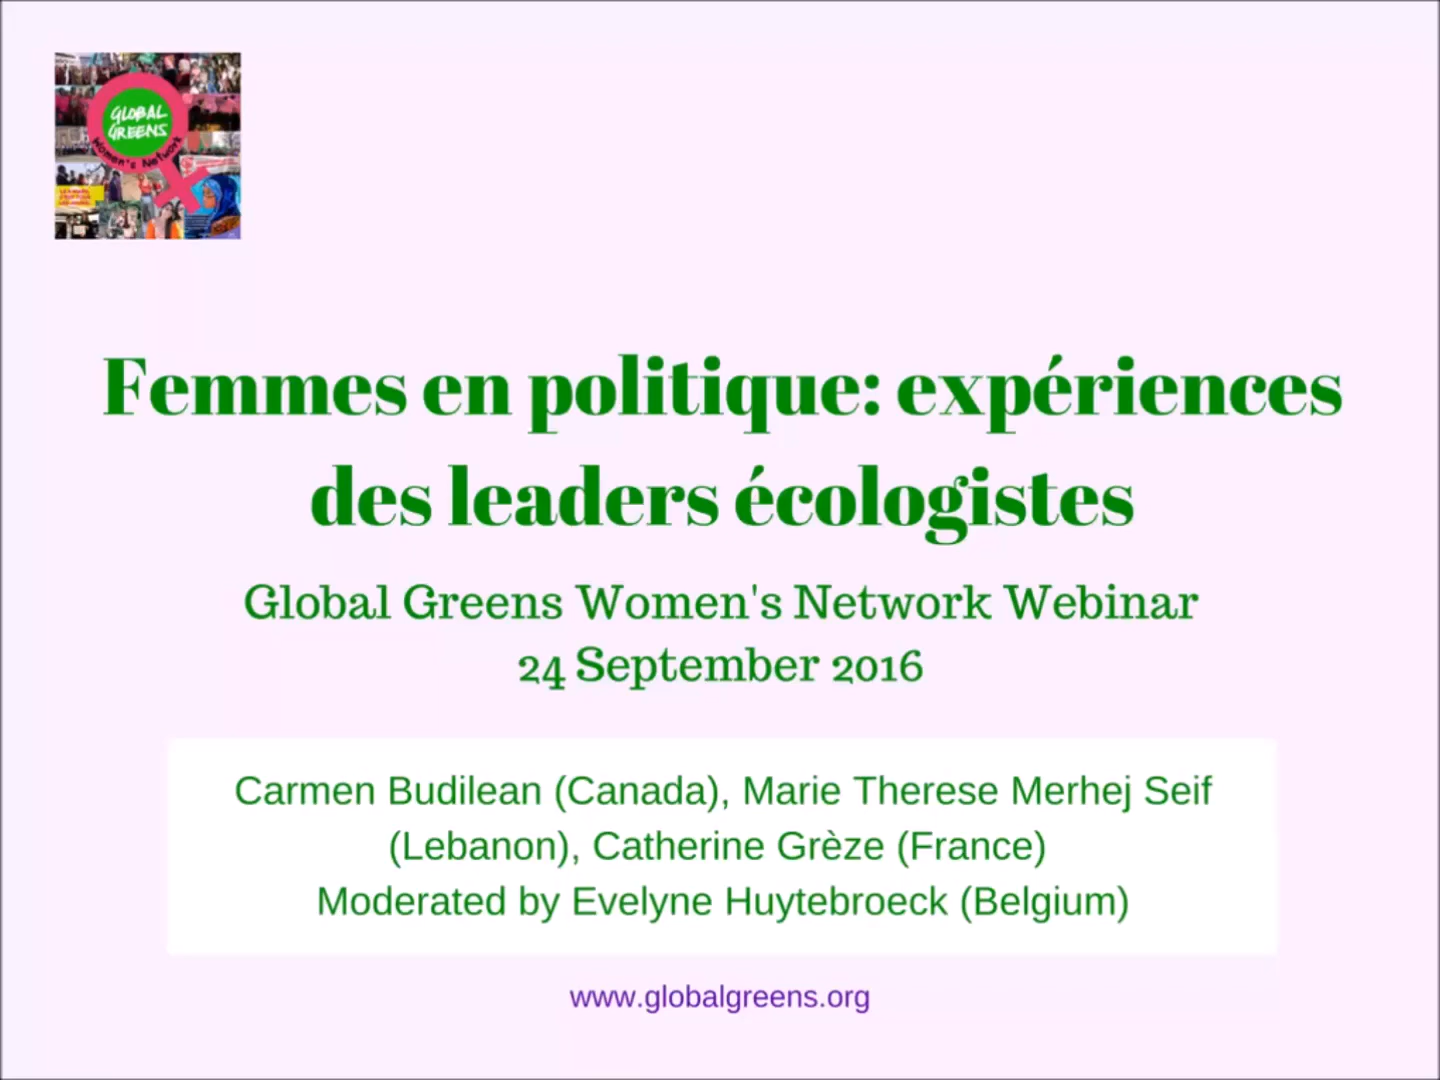 GLOBAL
GREENS
Women's Network
Femmes en politique: expériences
des leaders écologistes
Global Greens Women's Network Webinar
24 September 2016
Carmen Budilean (Canada), Marie Therese Merhej Seif
(Lebanon), Catherine Grèze (France)
Moderated by Evelyne Huytebroeck (Belgium)
www.globalgreens.org